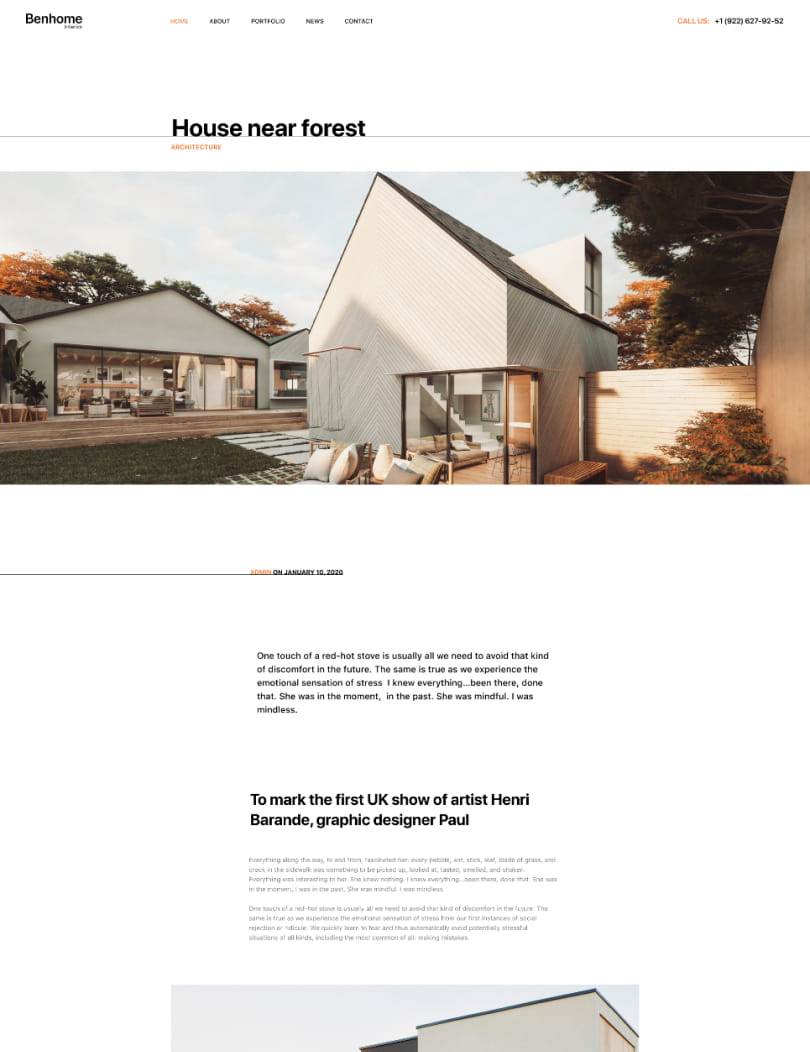 Benhome
Interior
HOME
ABOUT
PORTFOLIO
NEWS
CONTACT
CALL US: +1 (922) 627-92-52
House near forest
ARCHITECTURE
ADMIN ON JANUARY 10, 2020
One touch of a red-hot stove is usually all we need to avoid that kind
of discomfort in the future. The same is true as we experience the
emotional sensation of stress I knew everything...been there, done
that. She was in the moment, in the past. She was mindful. I was
mindless.
To mark the first UK show of artist Henri
Barande, graphic designer Paul
Everything along the way, to and from, fascinated her: every pebble, ant, stick, leaf, blade of grass, and
crack in the sidewalk was something to be picked up, looked at, tasted, smelled, and shaken.
Everything was interesting to her. She knew nothing. I knew everything...been there, done that. She was
in the moment, I was in the past. She was mindful. I was mindless.
One touch of a red-hot stove is usually all we need to avoid that kind of discomfort in the future. The
same is true as we experience the emotional sensation of stress from our first instances of social
rejection or ridicule. We quickly learn to fear and thus automatically avoid potentially stressful
situations of all kinds, including the most common of all: making mistakes.